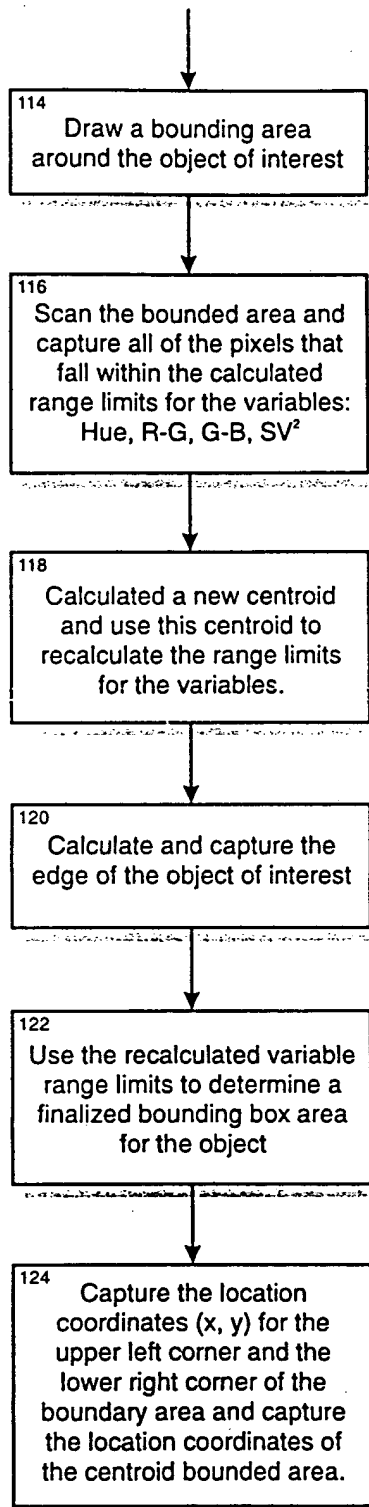 114
Draw a bounding area
around the object of interest
116
Scan the bounded area and
capture all of the pixels that
fall within the calculated
range limits for the variables:
Hue, R-G, G-B, SV²
118
Calculated a new centroid
and use this centroid to
recalculate the range limits
for the variables.
120
Calculate and capture the
edge of the object of interest
122
Use the recalculated variable
range limits to determine a
finalized bounding box area
for the object
124
Capture the location
coordinates (x, y) for the
upper left corner and the
lower right corner of the
boundary area and capture
the location coordinates of
the centroid bounded area.